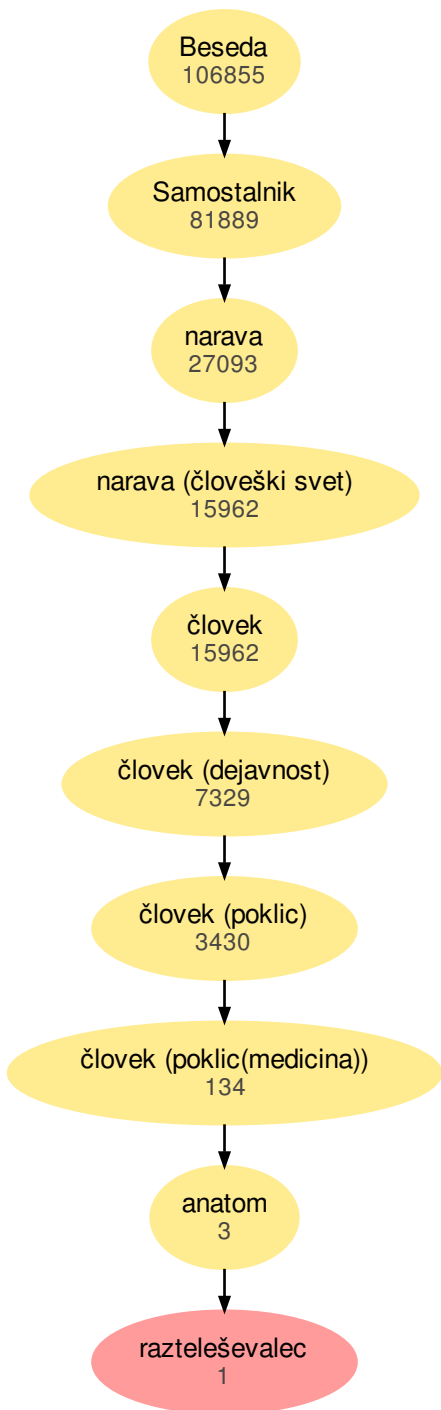 Beseda
106855
Samostalnik
81889
narava
27093
narava (človeški svet)
15962
človek
15962
človek (dejavnost)
7329
človek (poklic)
3430
človek (poklic(medicina))
134
anatom
3
razteleševalec
1